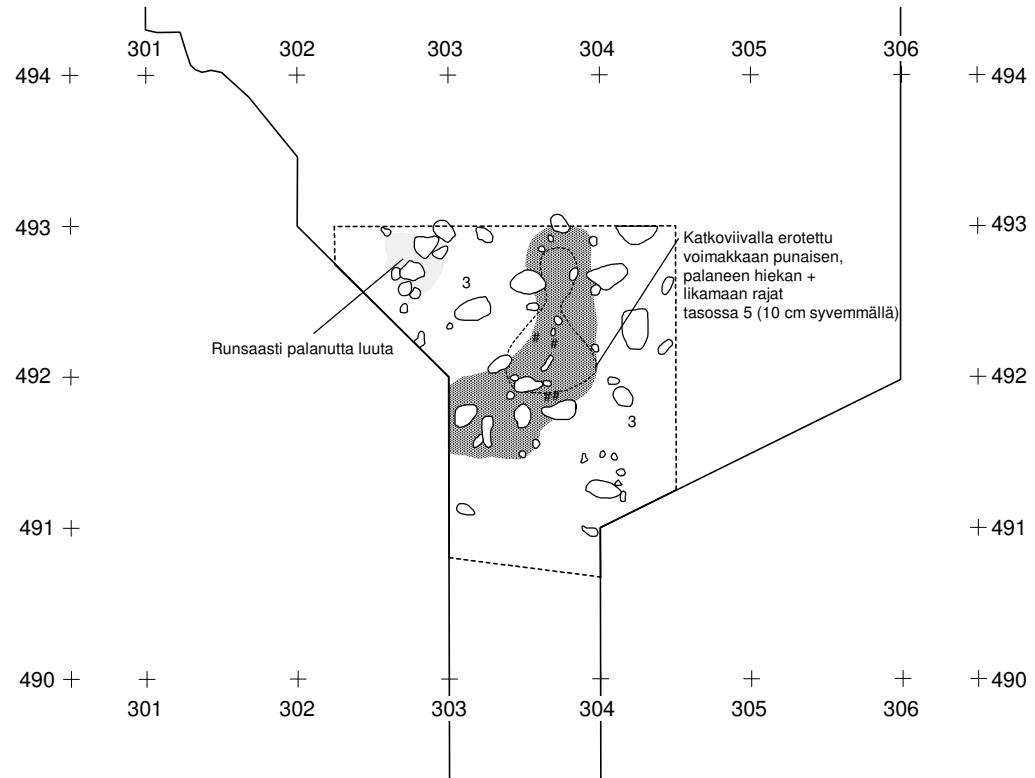 301 302 303 304 305 306
494 494
493 493
Katkoviivalla erotettu
voimakkaan punaisen,
palaneen hiekan +
likamaan rajat
tasossa 5 (10 cm syvemmällä)
3
# #
Runsaasti palanutta luuta
492 492
##
3
491 491
490 490
301 302 303 304 305 306